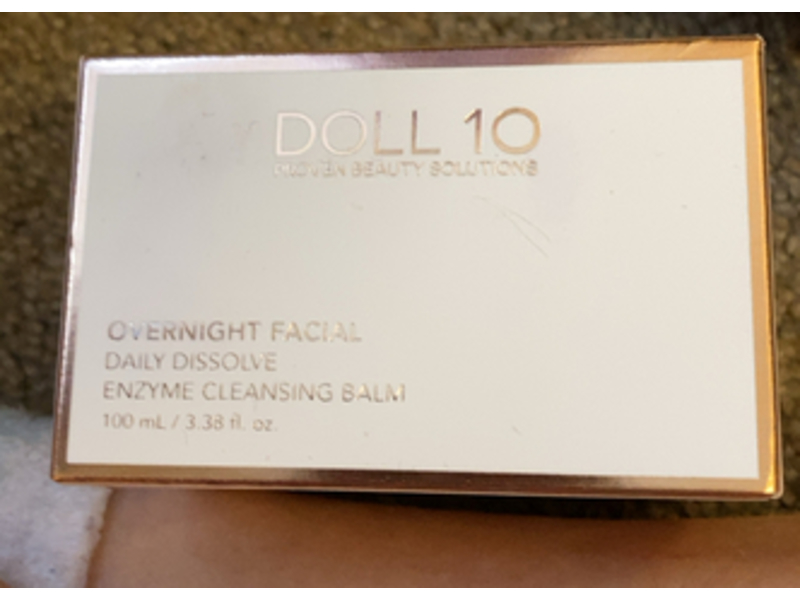 DOLL 10
PROVEN BEAUTY SOLUTIONS
OVERNIGHT FACIAL
DAILY DISSOLVE
ENZYME CLEANSING BALM
100 mL / 3.38 fl. oz.